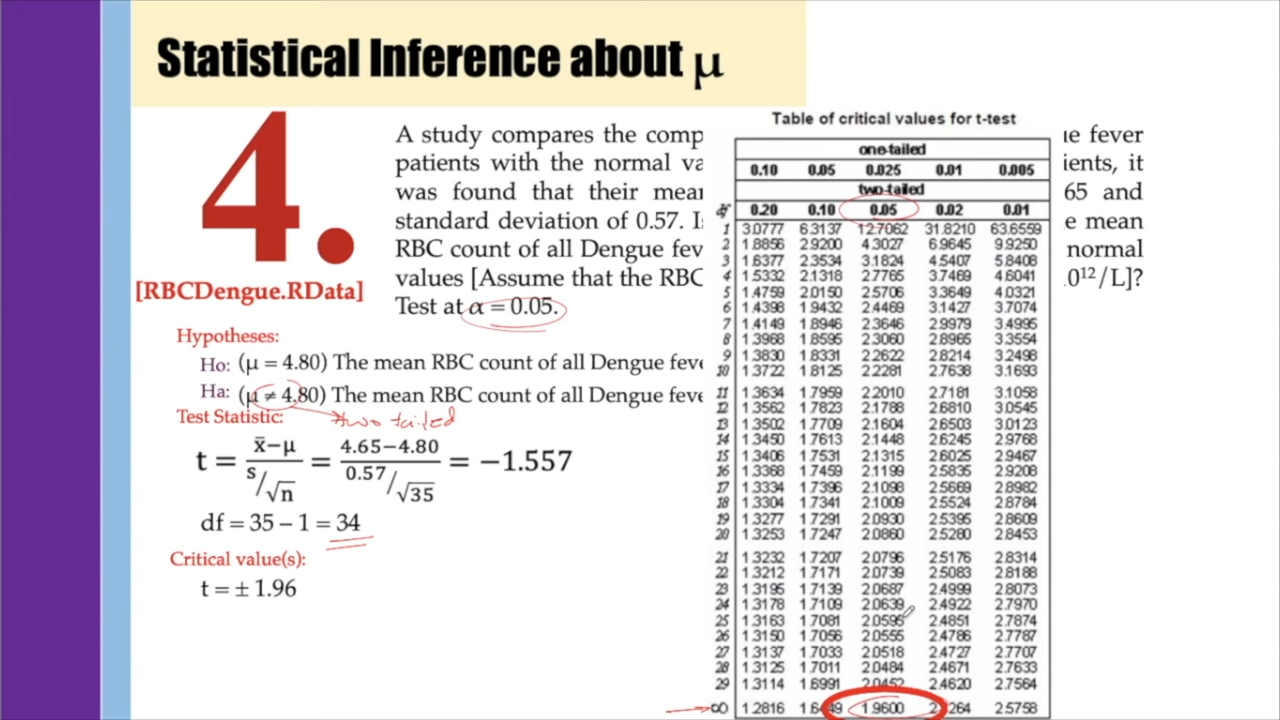 Statistical Inference about μ
4.
[RBCDengue.RData]
A study compares the comp
patients with the normal va
was found that their mea
standard deviation of 0.57. I
RBC count of all Dengue fev
values [Assume that the RBC
Test at α = 0.05.
ue fever
ients, it
65 and
e mean
normal
0¹²/L]?
Hypotheses:
Ho: (μ = 4.80) The mean RBC count of all Dengue feve
Ha: (μ ≠ 4.80) The mean RBC count of all Dengue feve
Test Statistic:
two tailed
t = x̄−μ / s/√n = 4.65−4.80 / 0.57/√35 = −1.557
df = 35 – 1 = 34
Critical value(s):
t = ± 1.96
Table of critical values for t-test
one-tailed
0.10 0.05 0.025 0.01 0.005
two-tailed
df 0.20 0.10 0.05 0.02 0.01
1 3.0777 6.3137 12.7062 31.8210 63.6559
2 1.8856 2.9200 4.3027 6.9645 9.9250
3 1.6377 2.3534 3.1824 4.5407 5.8408
4 1.5332 2.1318 2.7765 3.7469 4.6041
5 1.4759 2.0150 2.5706 3.3649 4.0321
6 1.4398 1.9432 2.4469 3.1427 3.7074
7 1.4149 1.8946 2.3646 2.9979 3.4995
8 1.3968 1.8595 2.3060 2.8965 3.3554
9 1.3830 1.8331 2.2622 2.8214 3.2498
10 1.3722 1.8125 2.2281 2.7638 3.1693
11 1.3634 1.7959 2.2010 2.7181 3.1058
12 1.3562 1.7823 2.1788 2.6810 3.0545
13 1.3502 1.7709 2.1604 2.6503 3.0123
14 1.3450 1.7613 2.1448 2.6245 2.9768
15 1.3406 1.7531 2.1315 2.6025 2.9467
16 1.3368 1.7459 2.1199 2.5835 2.9208
17 1.3334 1.7396 2.1098 2.5669 2.8982
18 1.3304 1.7341 2.1009 2.5524 2.8784
19 1.3277 1.7291 2.0930 2.5395 2.8609
20 1.3253 1.7247 2.0860 2.5280 2.8453
21 1.3232 1.7207 2.0796 2.5176 2.8314
22 1.3212 1.7171 2.0739 2.5083 2.8188
23 1.3195 1.7139 2.0687 2.4999 2.8073
24 1.3178 1.7109 2.0639 2.4922 2.7970
25 1.3163 1.7081 2.0595 2.4851 2.7874
26 1.3150 1.7056 2.0555 2.4786 2.7787
27 1.3137 1.7033 2.0518 2.4727 2.7707
28 1.3125 1.7011 2.0484 2.4671 2.7633
29 1.3114 1.6991 2.0452 2.4620 2.7564
∞ 1.2816 1.9600 2.5758